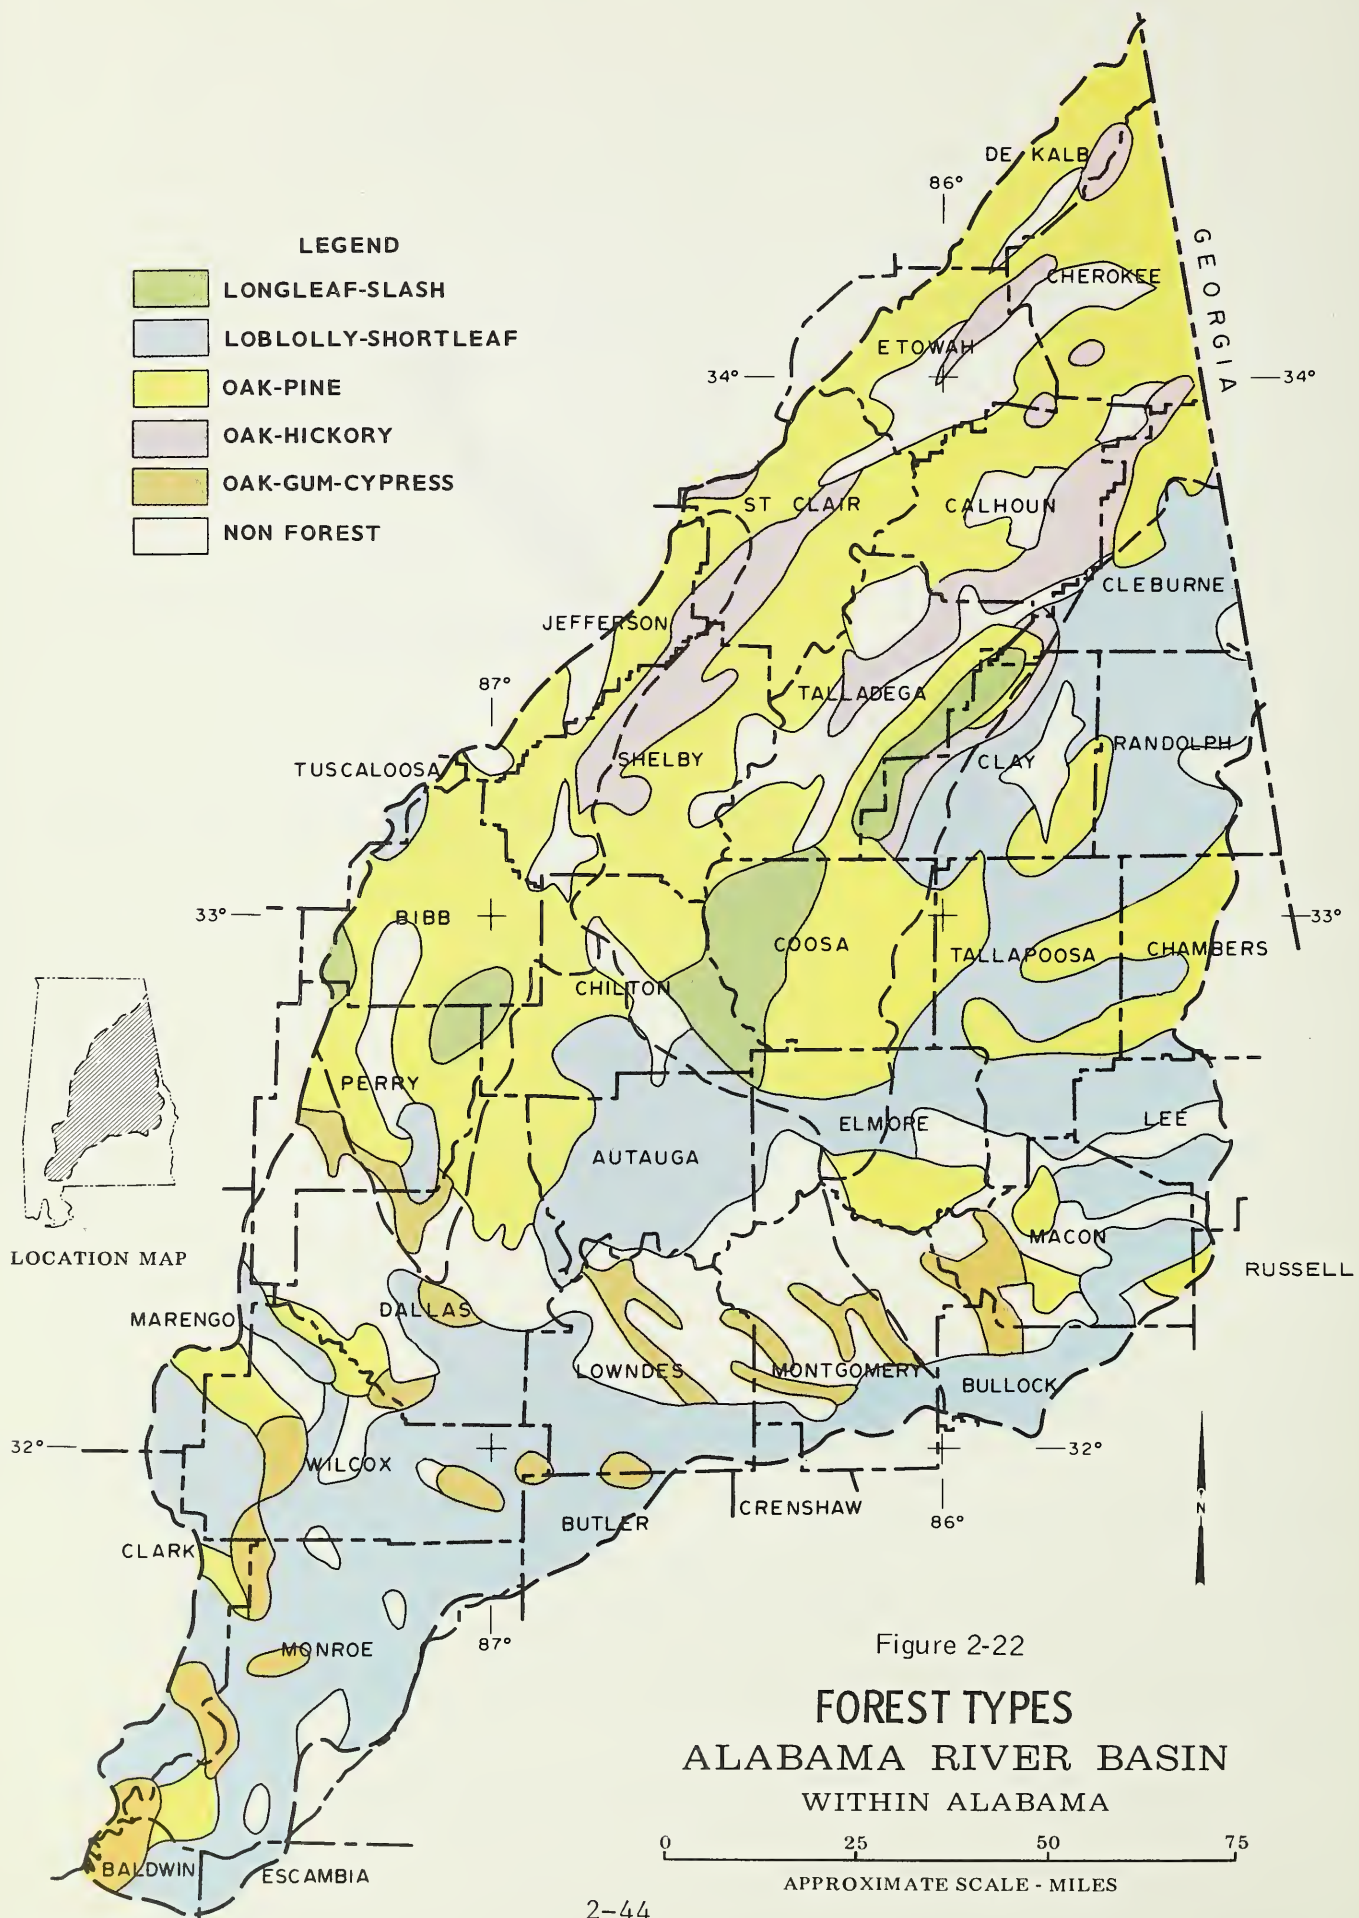 DE KALB
86°
GEORGIA
LEGEND
LONGLEAF-SLASH
LOBLOLLY-SHORTLEAF
OAK-PINE
OAK-HICKORY
OAK-GUM-CYPRESS
NON FOREST
CHEROKEE
ETOWAH
34°
34°
ST CLAIR
CALHOUN
CLEBURNE
JEFFERSON
87°
TALLADEGA
TUSCALOOSA
SHELBY
CLAY
RANDOLPH
33°
BIBB
33°
COOSA
TALLAPOOSA
CHAMBERS
CHILTON
PERRY
ELMORE
LEE
AUTAUGA
LOCATION MAP
MACON
RUSSELL
MARENGO
DALLAS
LOWNDES
MONTGOMERY
BULLOCK
32°
32°
WILCOX
CRENSHAW
BUTLER
86°
N
CLARK
MONROE
87°
Figure 2-22
FOREST TYPES
ALABAMA RIVER BASIN
WITHIN ALABAMA
0 25 50 75
APPROXIMATE SCALE - MILES
BALDWIN
ESCAMBIA
2-44